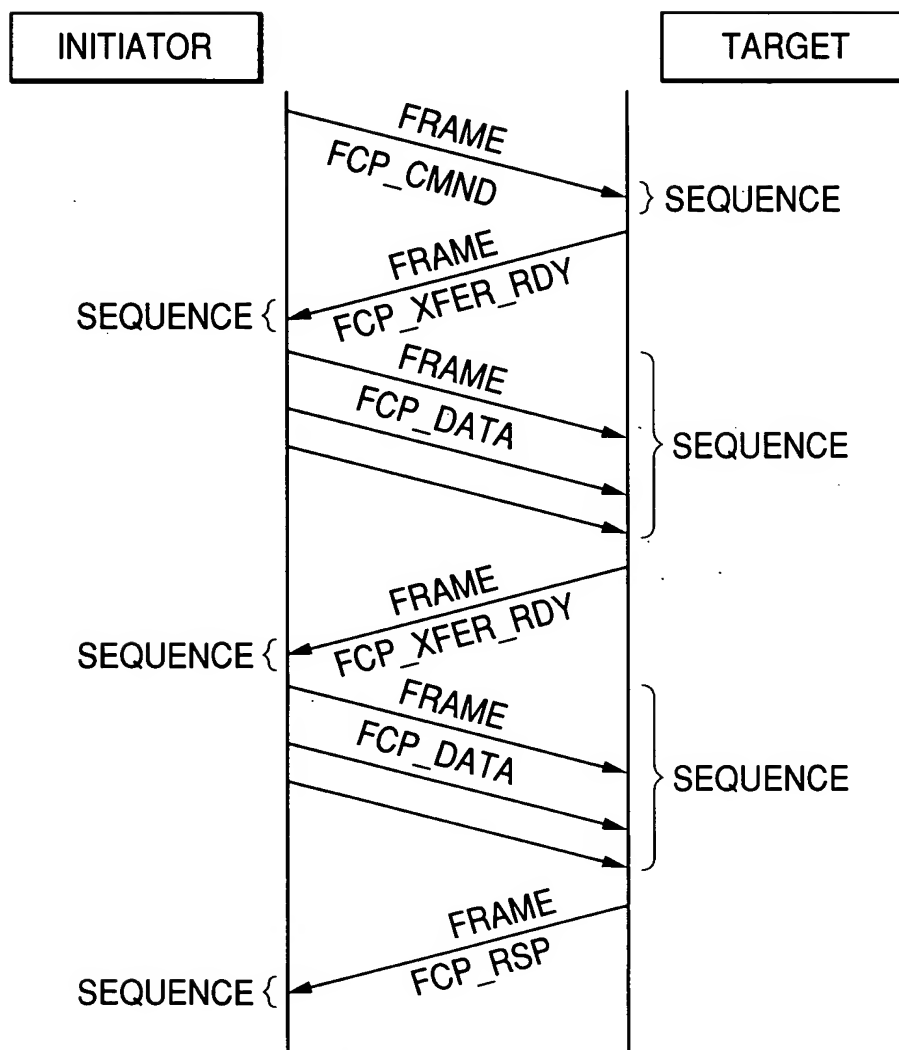 INITIATOR
TARGET
FRAME
FCP_CMND
SEQUENCE
FRAME
FCP_XFER_RDY
SEQUENCE
FRAME
FCP_DATA
SEQUENCE
FRAME
FCP_XFER_RDY
SEQUENCE
FRAME
FCP_DATA
SEQUENCE
FRAME
FCP_RSP
SEQUENCE